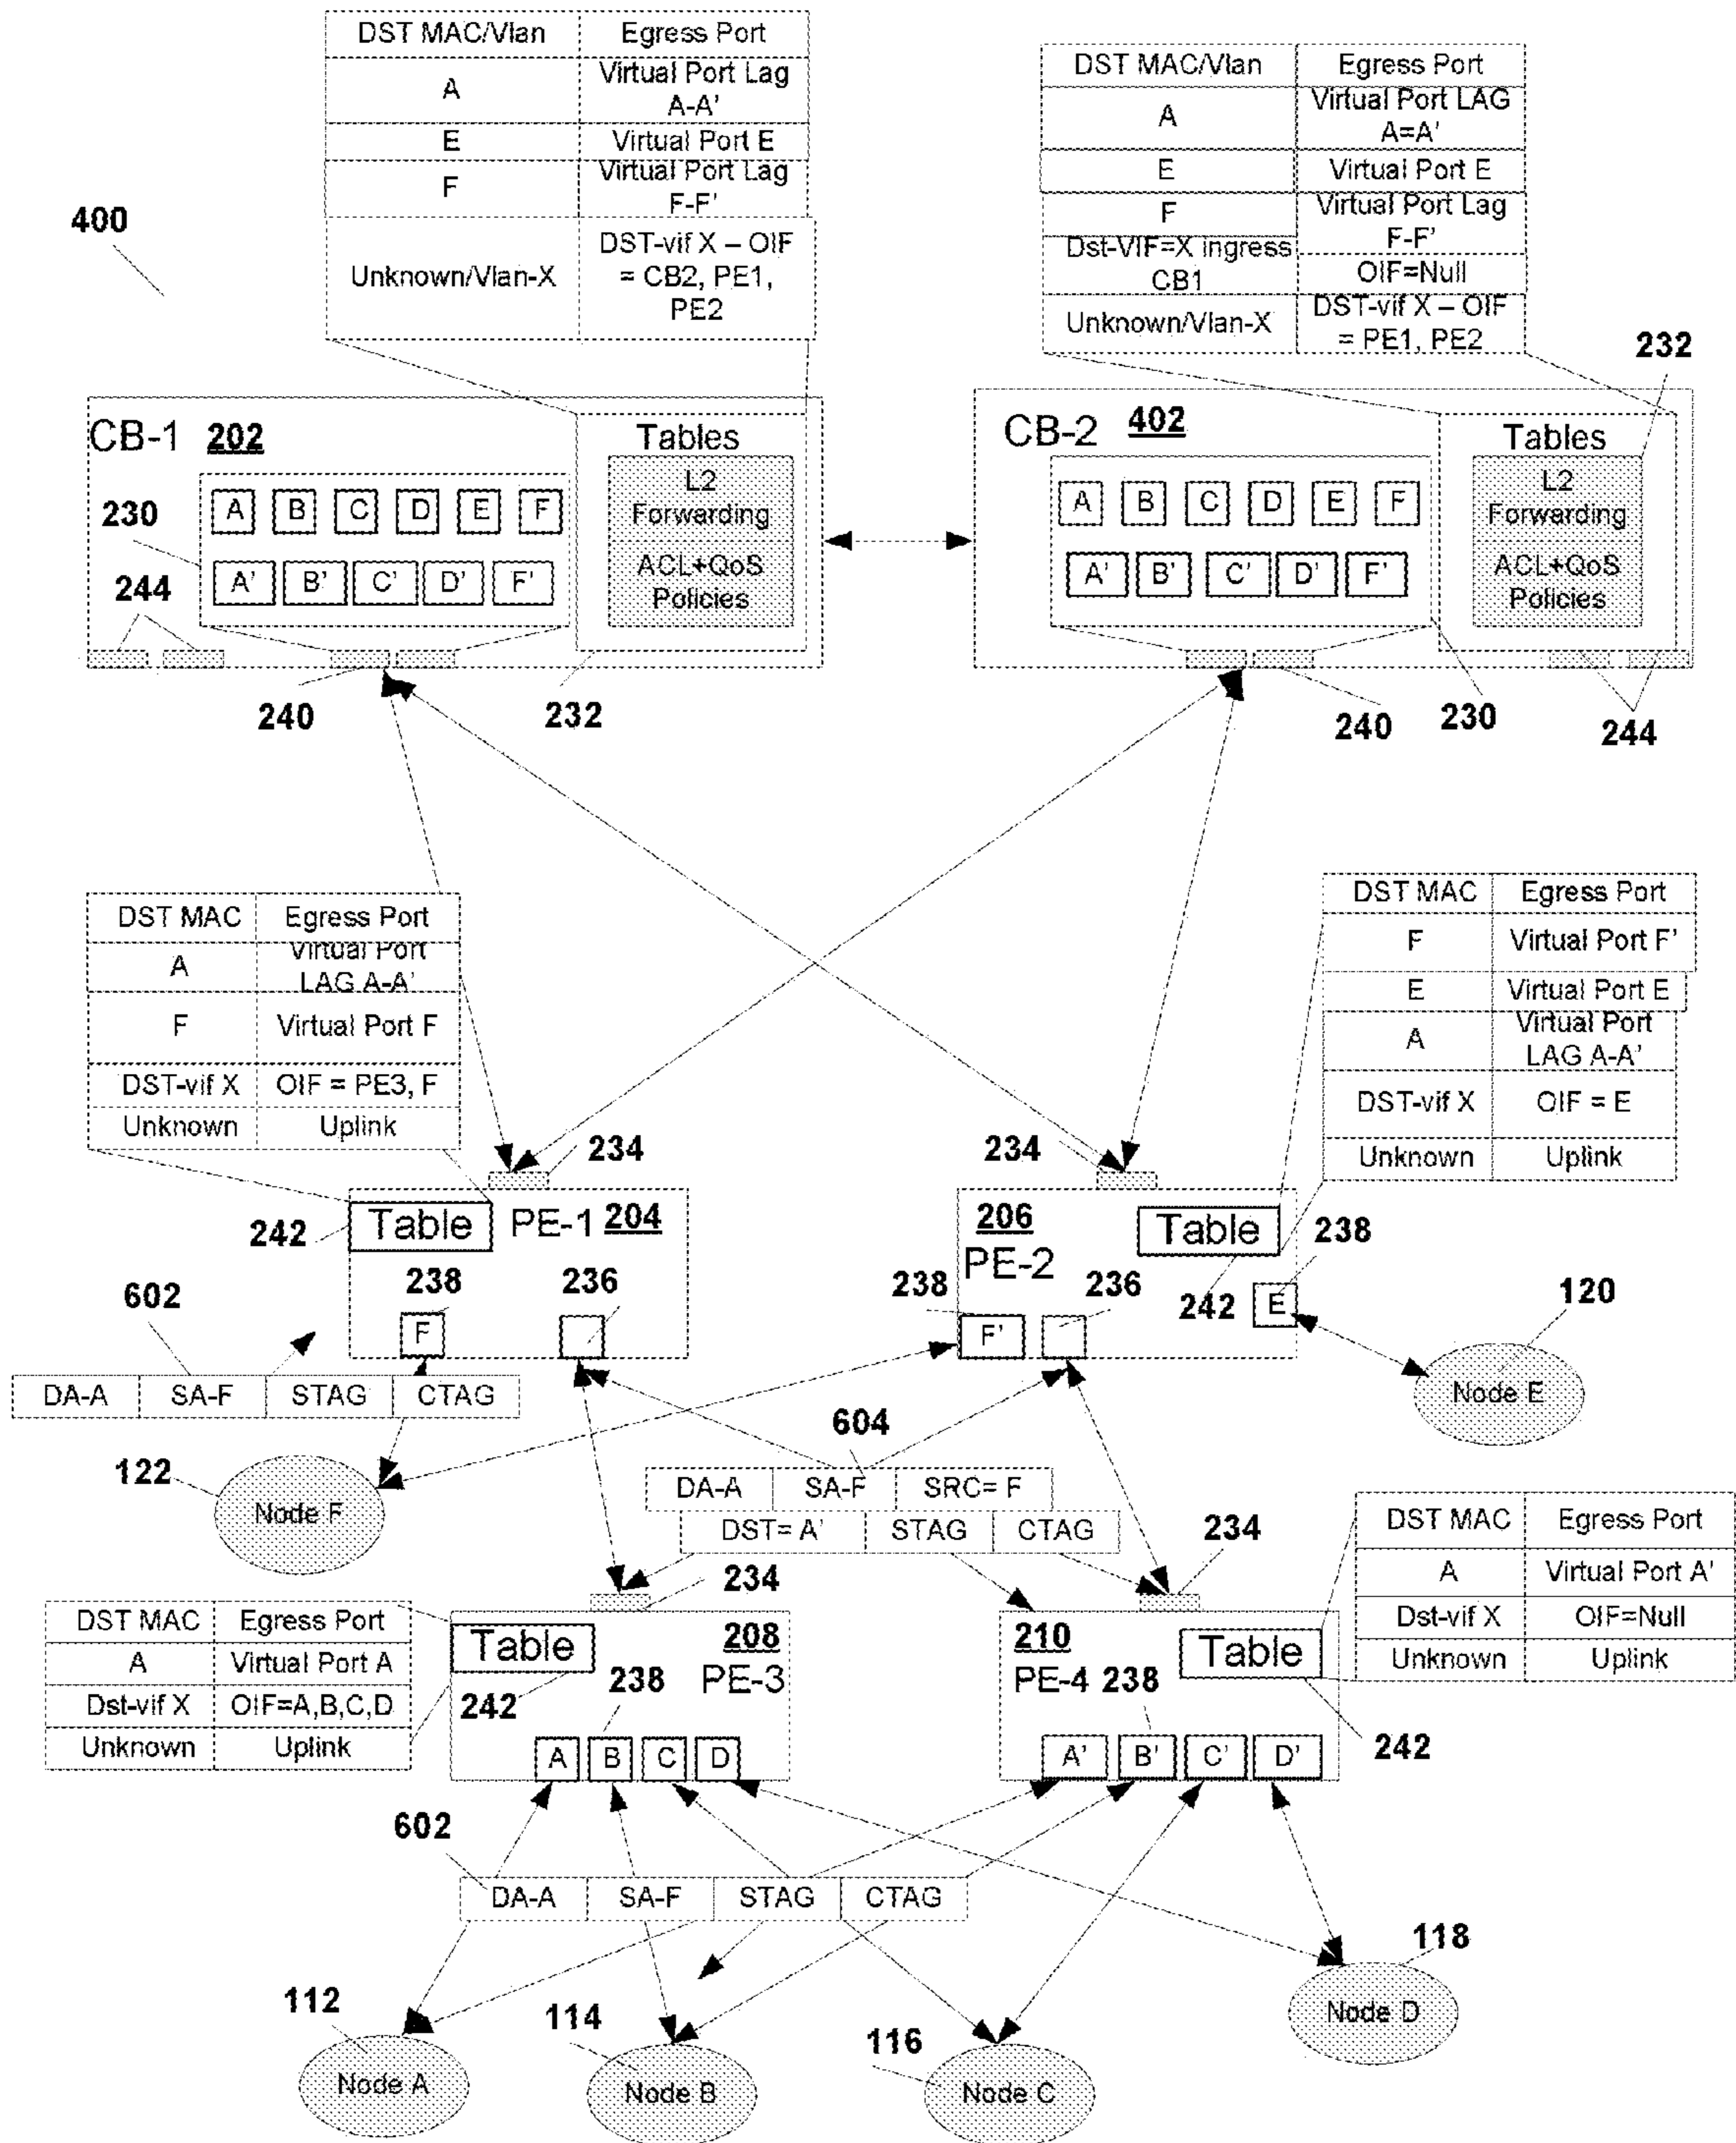 DST MAC/Vlan Egress Port
A Virtual Port Lag
A-A'
E Virtual Port E
F Virtual Port Lag
F-F'
Unknown/Vlan-X DST-vif X – OIF
= CB2, PE1,
PE2
DST MAC/Vlan Egress Port
A Virtual Port LAG
A=A'
E Virtual Port E
F Virtual Port Lag
F-F'
Dst-VIF=X ingress
CB1 OIF=Null
Unknown/Vlan-X DST-vif X – OIF
= PE1, PE2
400
232
CB-1 202
Tables
L2
Forwarding
ACL+QoS
Policies
230
A B C D E F
A' B' C' D' F'
244
240
232
CB-2 402
Tables
L2
Forwarding
ACL+QoS
Policies
A B C D E F
A' B' C' D' F'
240
230
244
DST MAC Egress Port
A Virtual Port
LAG A-A'
F Virtual Port F
DST-vif X OIF = PE3, F
Unknown Uplink
DST MAC Egress Port
F Virtual Port F'
E Virtual Port E
A Virtual Port
LAG A-A'
DST-vif X OIF = E
Unknown Uplink
234
234
242
Table PE-1 204
238 236
F
206
PE-2
Table
238
238 236
242
F'
E
120
Node E
602
DA-A SA-F STAG CTAG
122
Node F
604
DA-A SA-F SRC= F
DST= A' STAG CTAG
234
234
DST MAC Egress Port
A Virtual Port A'
Dst-vif X OIF=Null
Unknown Uplink
DST MAC Egress Port
A Virtual Port A
Dst-vif X OIF=A,B,C,D
Unknown Uplink
Table 208
PE-3
238
242
A B C D
210
PE-4 238
Table
242
A' B' C' D'
602
DA-A SA-F STAG CTAG
118
Node D
112
Node A
114
Node B
116
Node C